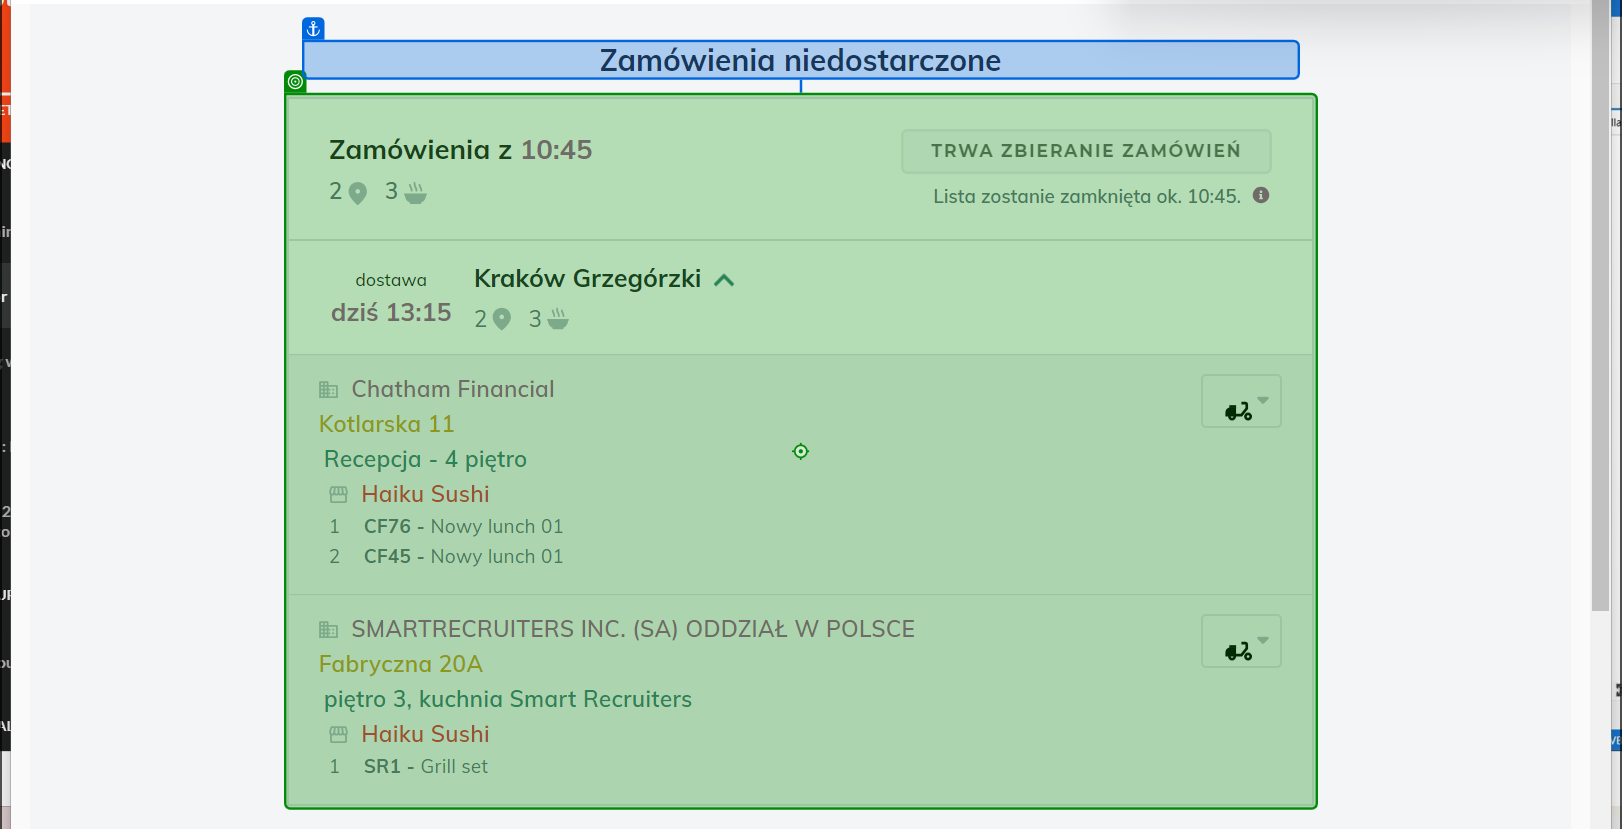 Zamówienia niedostarczone
Zamówienia z 10:45
TRWA ZBIERANIE ZAMÓWIEŃ
2 3
Lista zostanie zamknięta ok. 10:45.
dostawa
Kraków Grzegórzki
dziś 13:15
2 3
Chatham Financial
Kotlarska 11
Recepcja - 4 piętro
Haiku Sushi
1 CF76 - Nowy lunch 01
2 CF45 - Nowy lunch 01
SMARTRECRUITERS INC. (SA) ODDZIAŁ W POLSCE
Fabryczna 20A
piętro 3, kuchnia Smart Recruiters
Haiku Sushi
1 SR1 - Grill set